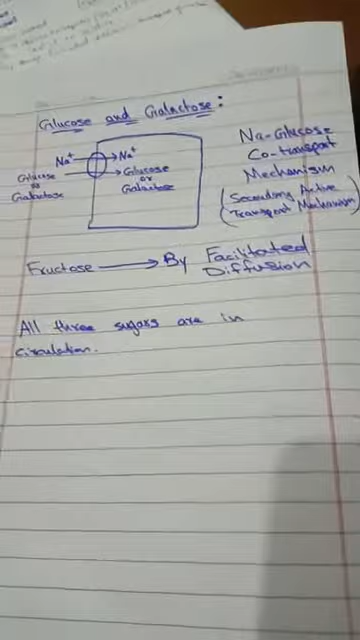 Glucose and Galactose:
Na+ → Na+
Glucose or Galactose → Glucose or Galactose
Na-Glucose
Co-transport
Mechanism
(Secondary Active
Transport Mechanism)
Fructose → By Facilitated
Diffusion
All three sugars are in
circulation.